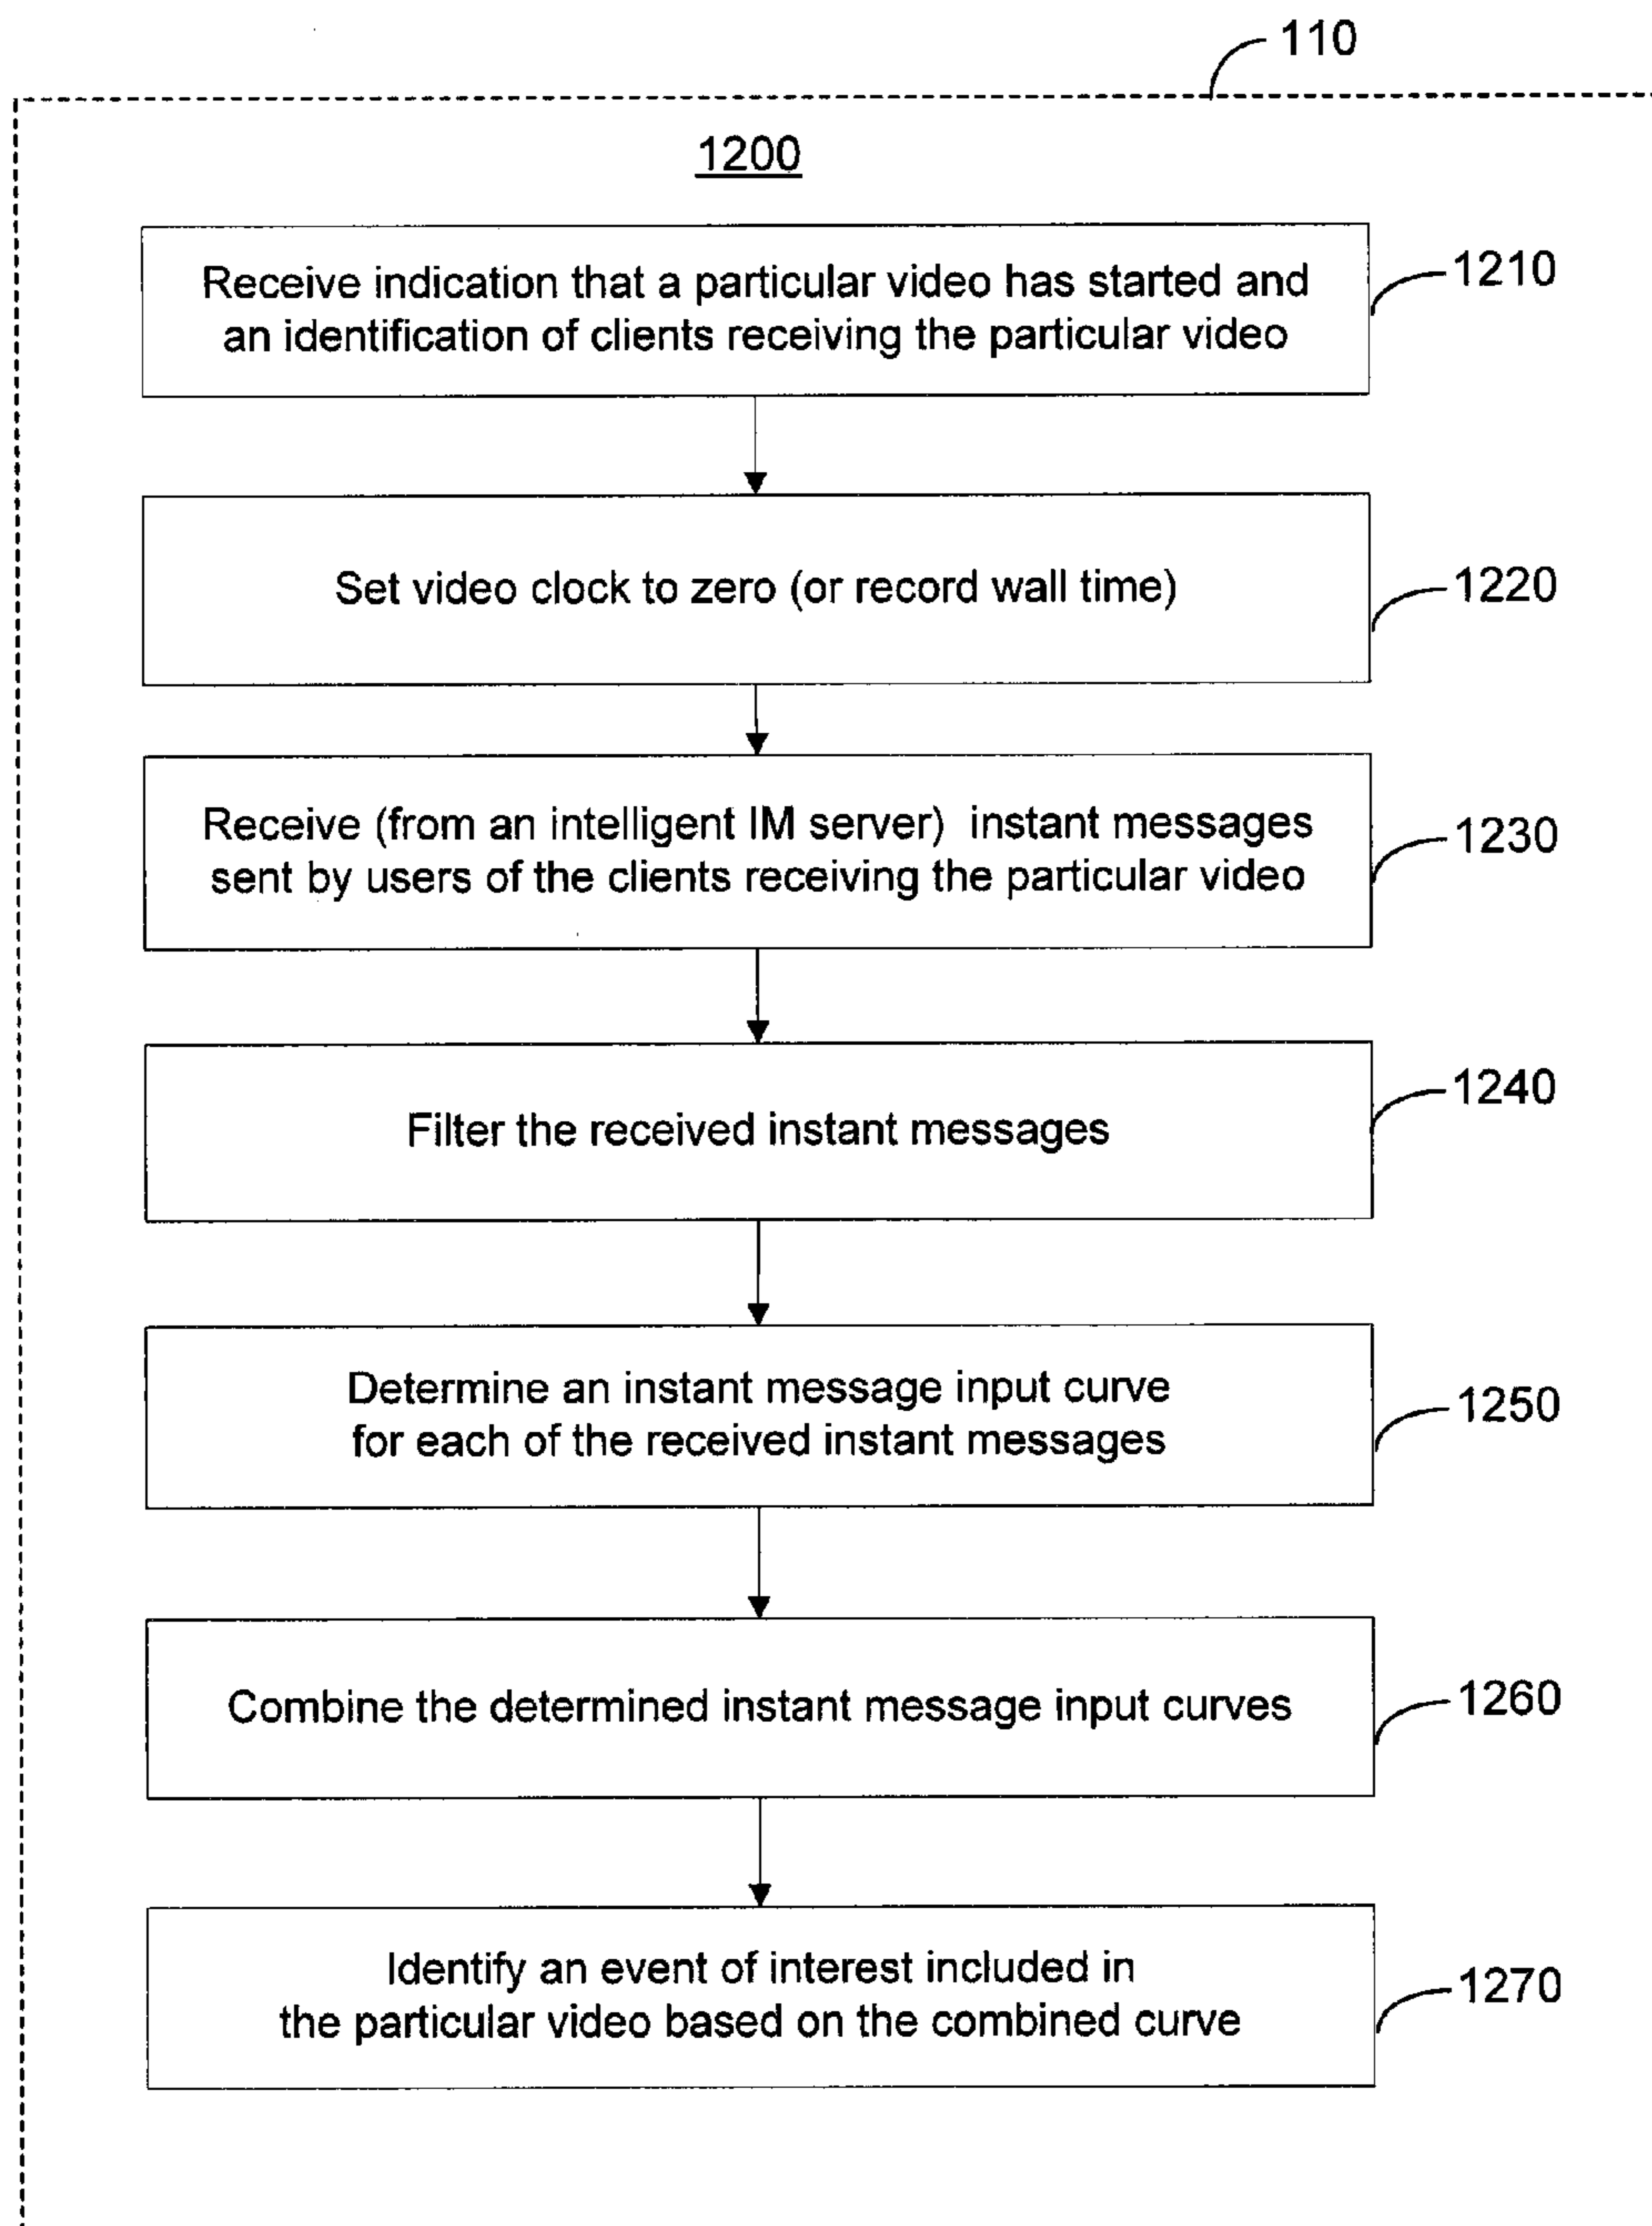 110
1200
Receive indication that a particular video has started and
an identification of clients receiving the particular video
1210
Set video clock to zero (or record wall time)
1220
Receive (from an intelligent IM server) instant messages
sent by users of the clients receiving the particular video
1230
Filter the received instant messages
1240
Determine an instant message input curve
for each of the received instant messages
1250
Combine the determined instant message input curves
1260
Identify an event of interest included in
the particular video based on the combined curve
1270